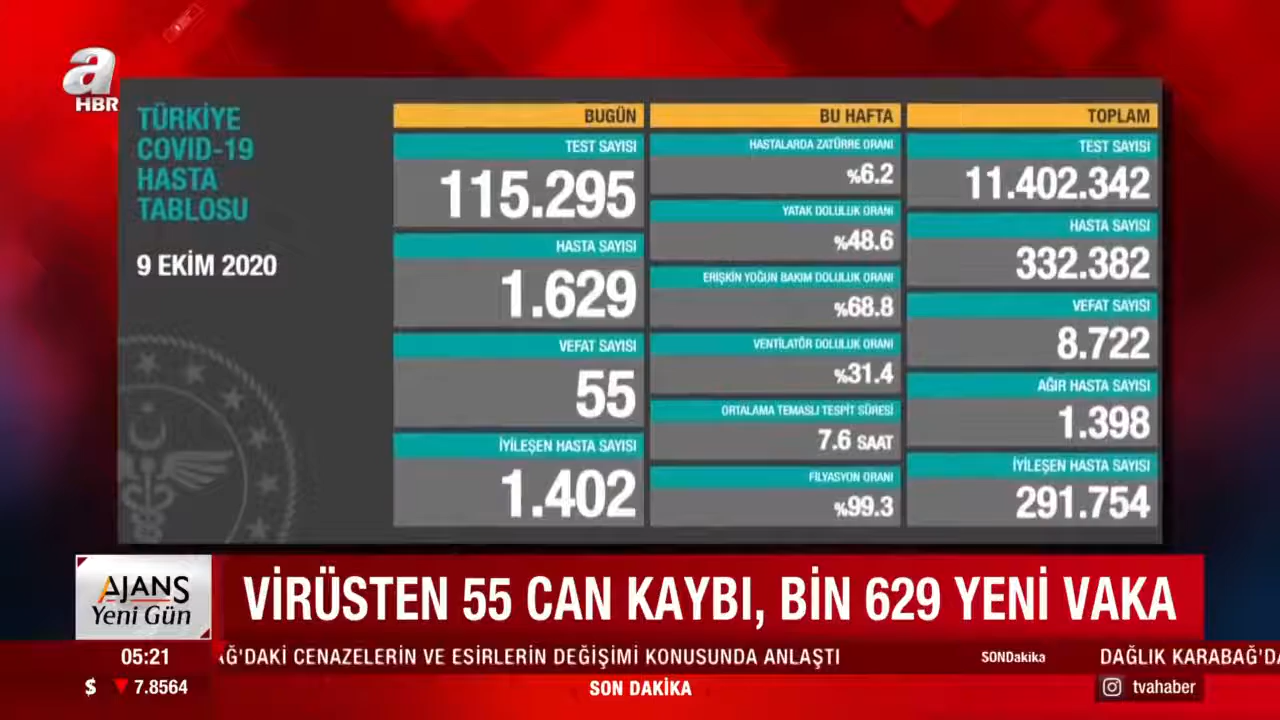 a
HBR
TÜRKİYE
COVID-19
HASTA
TABLOSU
9 EKİM 2020
BUGÜN
TEST SAYISI
115.295
HASTA SAYISI
1.629
VEFAT SAYISI
55
İYİLEŞEN HASTA SAYISI
1.402
BU HAFTA
HASTALARDA ZATÜRRE ORANI
%6.2
YATAK DOLULUK ORANI
%48.6
ERİŞKİN YOĞUN BAKIM DOLULUK ORANI
%68.8
VENTİLATÖR DOLULUK ORANI
%31.4
ORTALAMA TEMASLI TESPİT SÜRESİ
7.6 SAAT
FİLYASYON ORANI
%99.3
TOPLAM
TEST SAYISI
11.402.342
HASTA SAYISI
332.382
VEFAT SAYISI
8.722
AĞIR HASTA SAYISI
1.398
İYİLEŞEN HASTA SAYISI
291.754
AJANS
Yeni Gün
VİRÜSTEN 55 CAN KAYBI, BİN 629 YENİ VAKA
05:21
AĞ'DAKİ CENAZELERİN VE ESİRLERİN DEĞİŞİMİ KONUSUNDA ANLAŞTI
SONDakika
DAĞLIK KARABAĞ'DA
$ 7.8564
SON DAKİKA
tvahaber